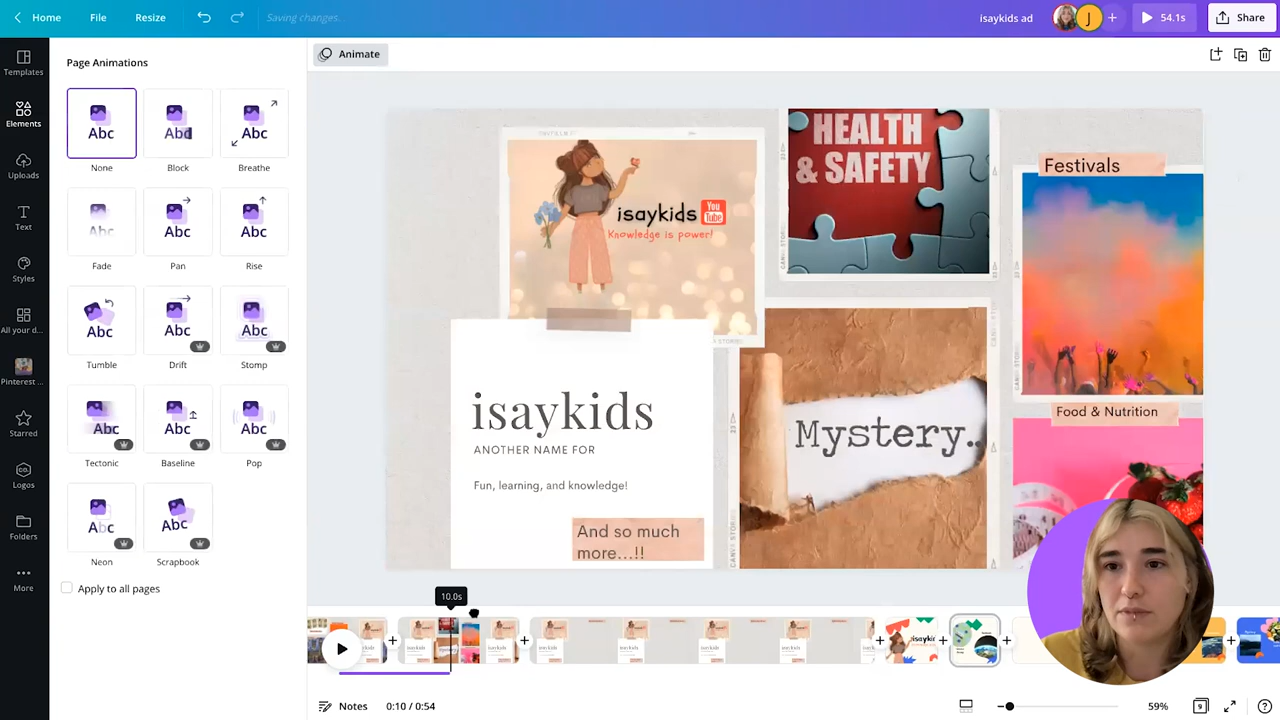 Home File Resize Saving changes. isaykids ad J 54.1s Share
Animate
Page Animations
Templates
Elements
Uploads
Text
Styles
All your d...
Pinterest ...
Starred
Logos
Folders
More
Abc Abc Abc
None Block Breathe
Abc Abc Abc
Fade Pan Rise
Abc Abc Abc
Tumble Drift Stomp
Abc Abc Abc
Tectonic Baseline Pop
Abc Abc
Neon Scrapbook
Apply to all pages
HEALTH
& SAFETY
isaykids You Tube
Knowledge is power!
Festivals
isaykids
ANOTHER NAME FOR
Fun, learning, and knowledge!
And so much
more...!!
Mystery..
Food & Nutrition
10.0s
Notes 0:10 / 0:54
59%
9